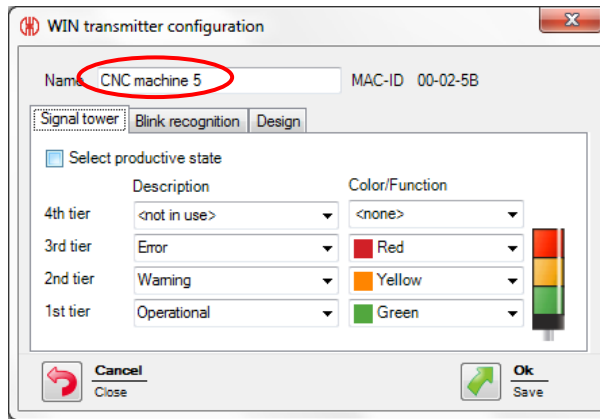 WIN transmitter configuration
Name CNC machine 5 MAC-ID 00-02-5B
Signal tower Blink recognition Design
Select productive state
Description Color/Function
4th tier <not in use> <none>
3rd tier Error Red
2nd tier Warning Yellow
1st tier Operational Green
Cancel Ok
Close Save